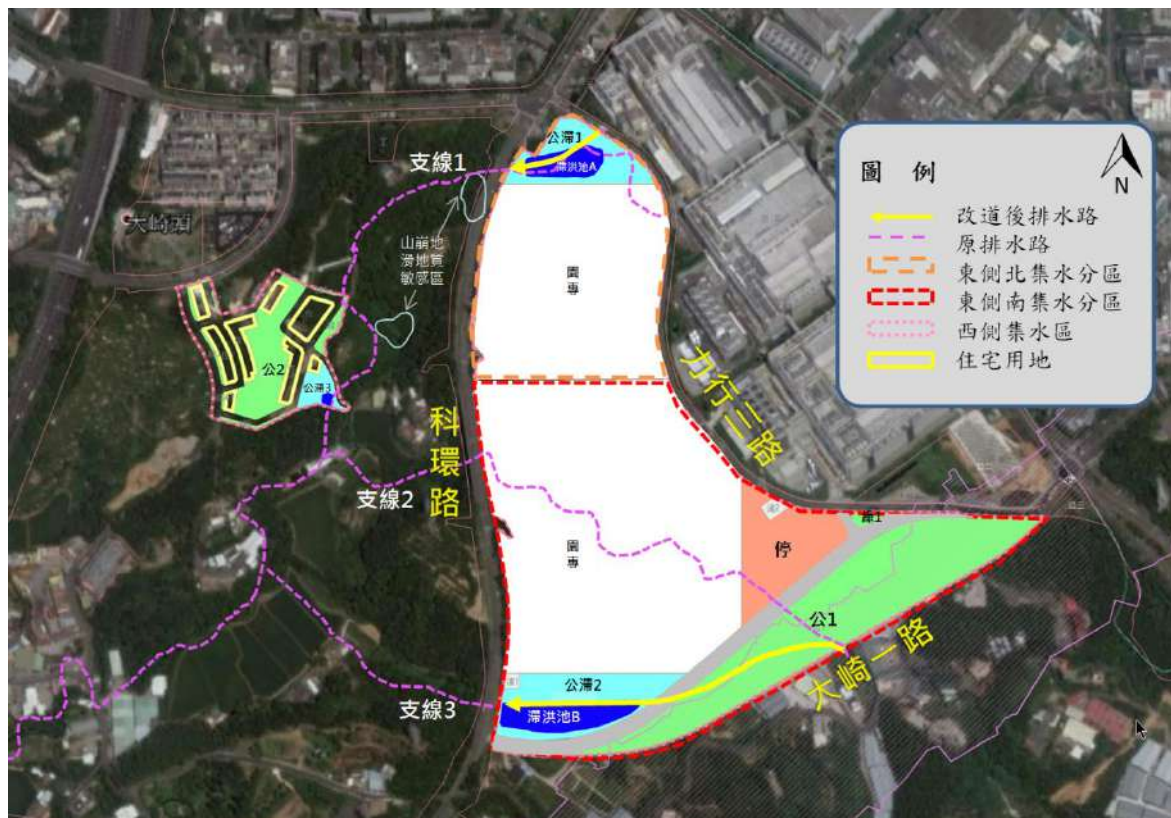 公滯1
滯洪池A
支線1
大崎頭
山崩地
滑地質
敏感區
園專
公2
公滯3
科環路
支線2
力行三路
園專
停
綠1
公1
大崎一路
公滯2
滯洪池B
支線3
圖 例
N
改道後排水路
原排水路
東側北集水分區
東側南集水分區
西側集水區
住宅用地